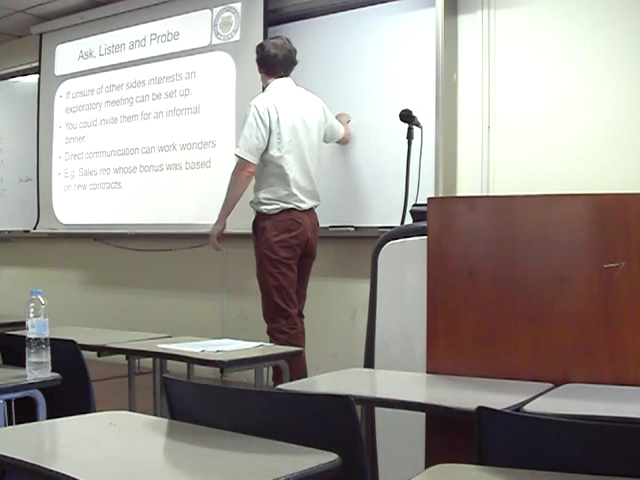 Ask, Listen and Probe
• If unsure of other sides interests an
exploratory meeting can be set up.
• You could invite them for an informal
dinner.
• Direct communication can work wonders
• E.g. Sales rep whose bonus was based
on new contracts.